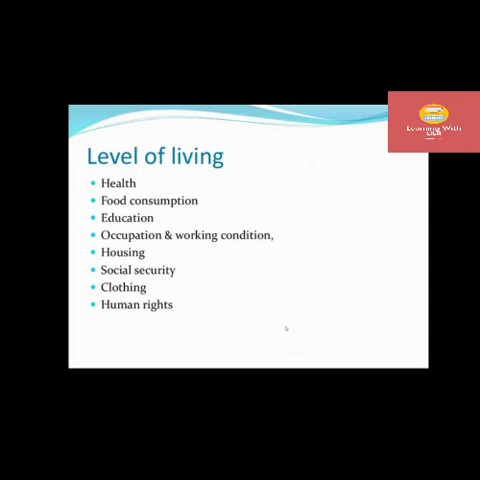 Level of living
Health
Food consumption
Education
Occupation & working condition,
Housing
Social security
Clothing
Human rights
Learning With